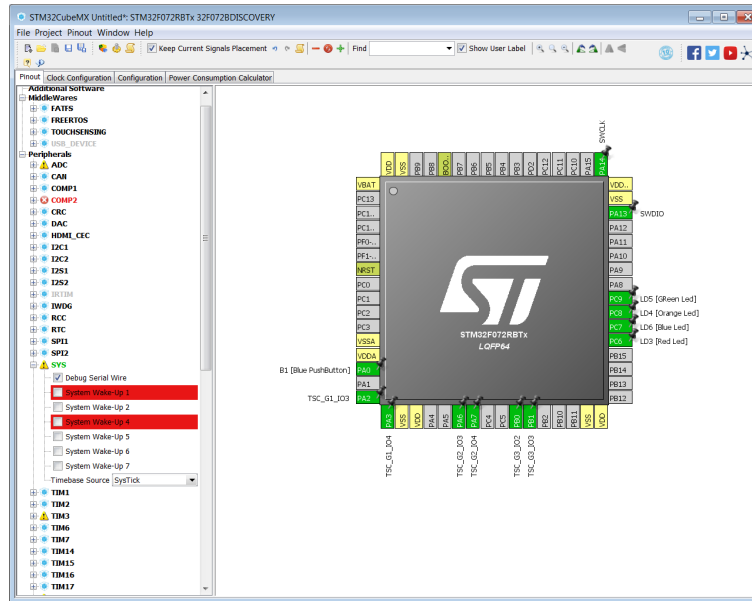 STM32CubeMX Untitled*: STM32F072RBTx 32F072BDISCOVERY
File Project Pinout Window Help
Keep Current Signals Placement
Find
Show User Label
Pinout Clock Configuration Configuration Power Consumption Calculator
Additional Software
MiddleWares
FATFS
FREERTOS
TOUCHSENSING
USB_DEVICE
Peripherals
ADC
CAN
COMP1
COMP2
CRC
DAC
HDMI_CEC
I2C1
I2C2
I2S1
I2S2
IRTIM
IWDG
RCC
RTC
SPI1
SPI2
SYS
Debug Serial Wire
System Wake-Up 1
System Wake-Up 2
System Wake-Up 4
System Wake-Up 5
System Wake-Up 6
System Wake-Up 7
Timebase Source SysTick
TIM1
TIM2
TIM3
TIM6
TIM7
TIM14
TIM15
TIM16
TIM17
SWCLK
VDD VSS PB9 PB8 BOO.. PB7 PB6 PB5 PB4 PB3 PD2 PC12 PC11 PC10 PA15 PA14
VBAT
PC13
PC1..
PC1..
PF0-..
PF1-..
NRST
PC0
PC1
PC2
PC3
VSSA
VDDA
B1 [Blue PushButton] PA0
PA1
TSC_G1_IO3 PA2
ST
STM32F072RBTx
LQFP64
VDD..
VSS
PA13 SWDIO
PA12
PA11
PA10
PA9
PA8
PC9 LD5 [GReen Led]
PC8 LD4 [Orange Led]
PC7 LD6 [Blue Led]
PC6 LD3 [Red Led]
PB15
PB14
PB13
PB12
PA3 VSS VDD PA4 PA5 PA6 PA7 PC4 PC5 PB0 PB1 PB2 PB10 PB11 VSS VDD
TSC_G1_IO4 TSC_G2_IO3 TSC_G2_IO4 TSC_G3_IO2 TSC_G3_IO3